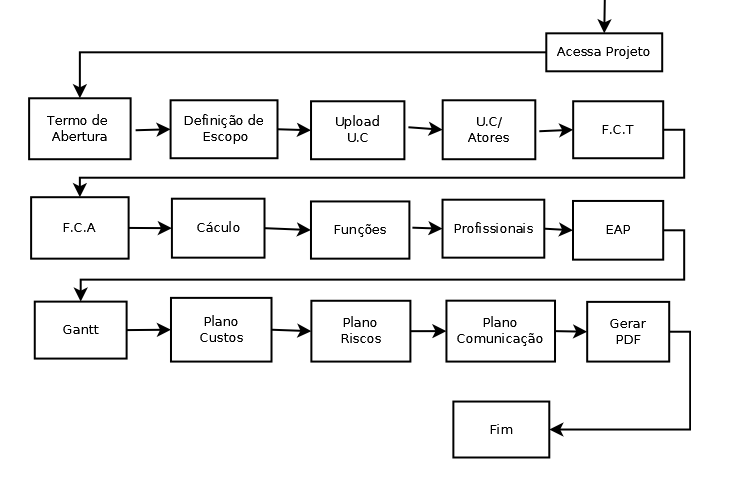 Acessa Projeto
Termo de
Abertura
Definição de
Escopo
Upload
U.C
U.C/
Atores
F.C.T
F.C.A
Cáculo
Funções
Profissionais
EAP
Gantt
Plano
Custos
Plano
Riscos
Plano
Comunicação
Gerar
PDF
Fim